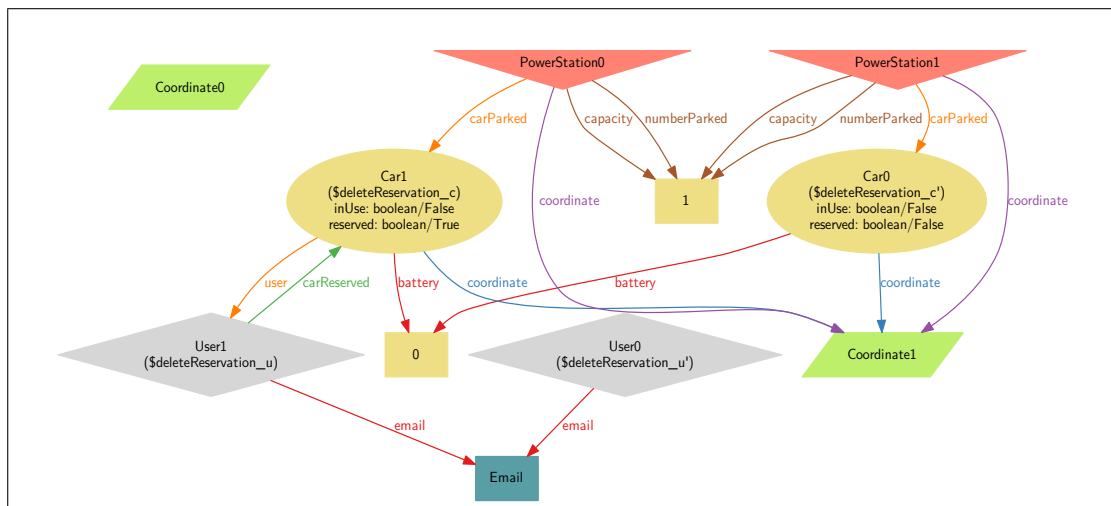 PowerStation0
PowerStation1
Coordinate0
carParked
capacity
numberParked
capacity
numberParked
carParked
Car1
($deleteReservation_c)
inUse: boolean/False
reserved: boolean/True
coordinate
1
Car0
($deleteReservation_c')
inUse: boolean/False
reserved: boolean/False
coordinate
user
carReserved
battery
coordinate
battery
coordinate
User1
($deleteReservation_u)
0
User0
($deleteReservation_u')
Coordinate1
email
email
Email